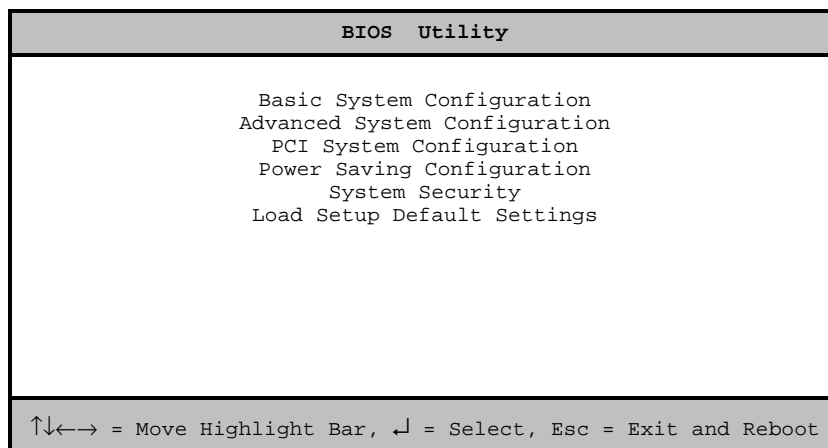 BIOS Utility
Basic System Configuration
Advanced System Configuration
PCI System Configuration
Power Saving Configuration
System Security
Load Setup Default Settings
↑↓←→ = Move Highlight Bar, ↵ = Select, Esc = Exit and Reboot